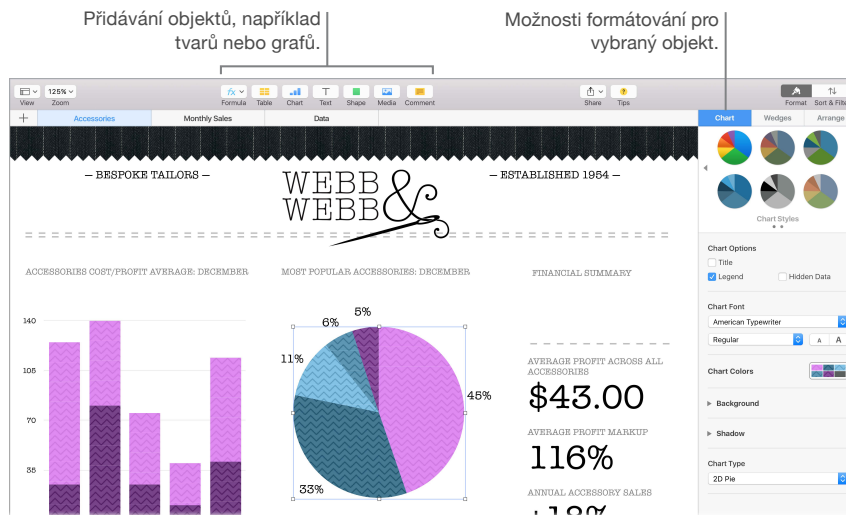 Přidávání objektů, například
tvarů nebo grafů.
Možnosti formátování pro
vybraný objekt.
125%
View Zoom Formula Table Chart Text Shape Media Comment Share Tips Format Sort &
Accessories Monthly Sales Data Chart Wedges Arrange
– BESPOKE TAILORS –
WEBB &
WEBB
– ESTABLISHED 1954 –
Chart Styles
ACCESSORIES COST/PROFIT AVERAGE: DECEMBER
140
105
70
35
MOST POPULAR ACCESSORIES: DECEMBER
5%
6%
11%
45%
33%
FINANCIAL SUMMARY
AVERAGE PROFIT ACROSS ALL
ACCESSORIES
$43.00
AVERAGE PROFIT MARKUP
116%
ANNUAL ACCESSORY SALES
Chart Options
Title
Legend Hidden Data
Chart Font
American Typewriter
Regular A A
Chart Colors
Background
Shadow
Chart Type
2D Pie